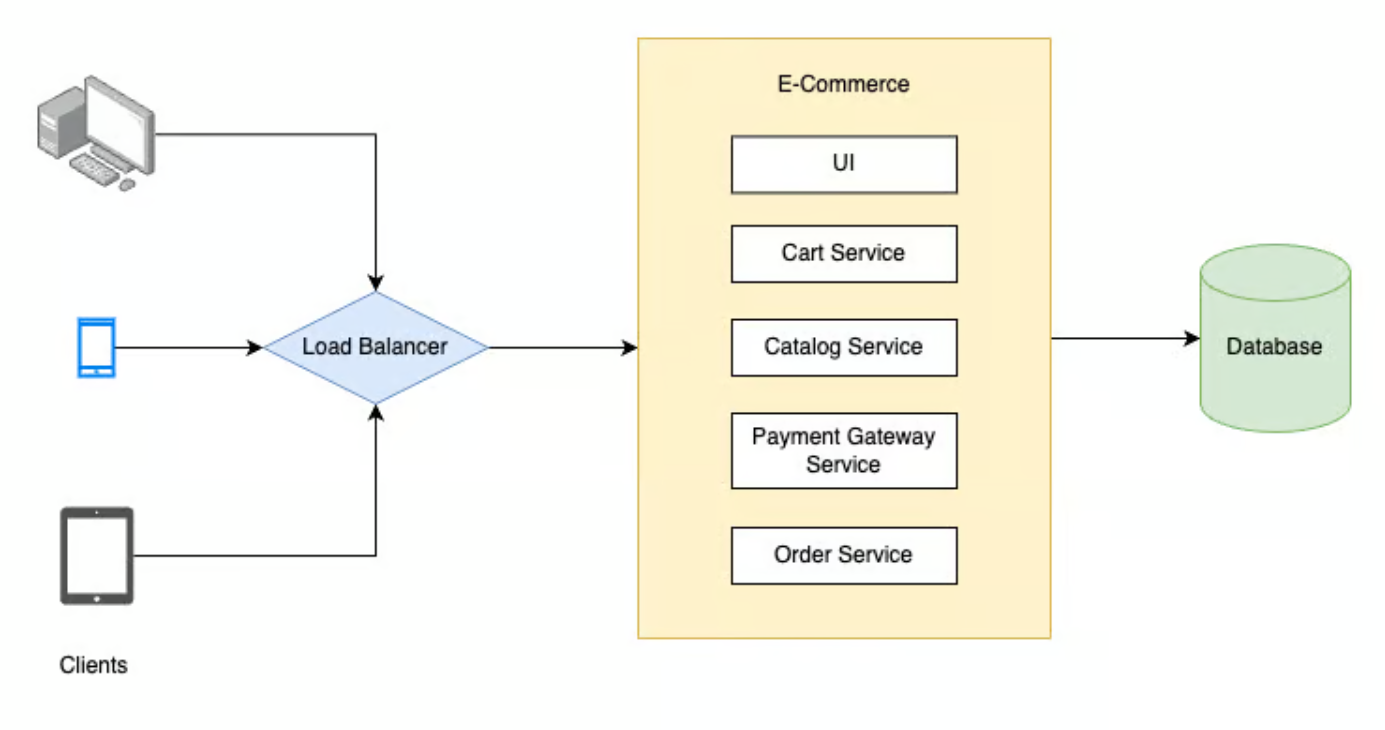 E-Commerce
UI
Cart Service
Load Balancer
Catalog Service
Database
Payment Gateway
Service
Order Service
Clients